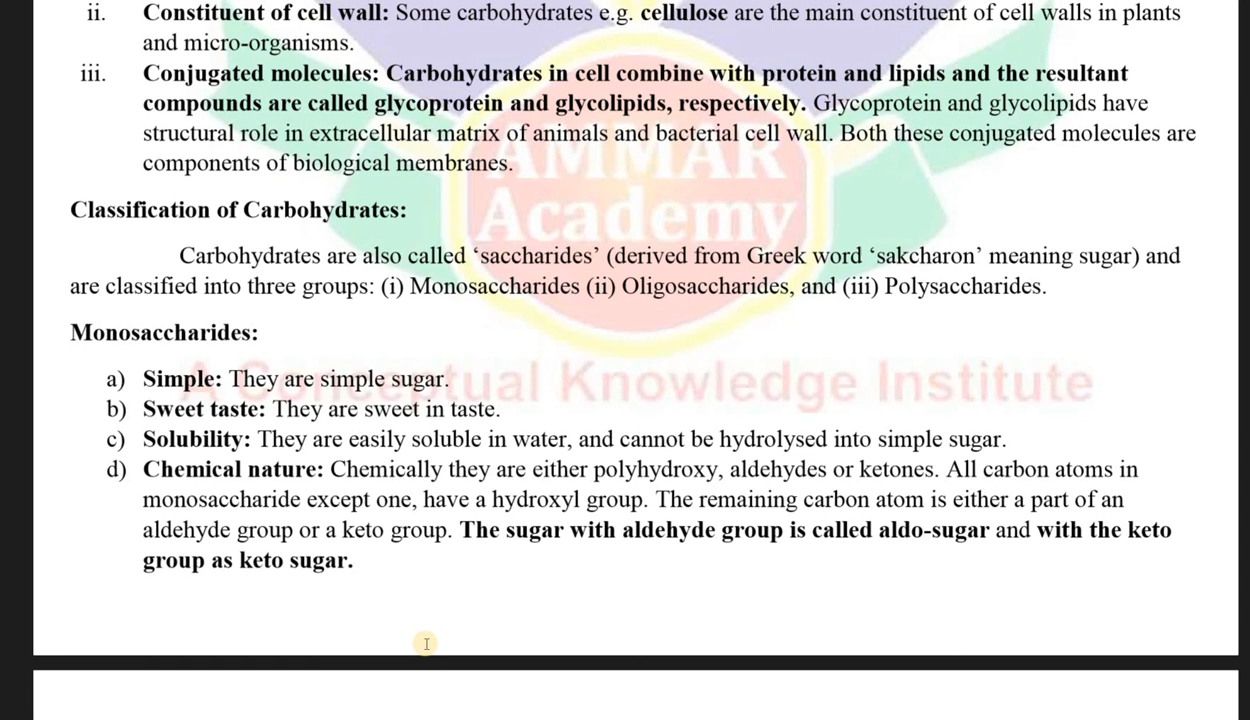 ii. Constituent of cell wall: Some carbohydrates e.g. cellulose are the main constituent of cell walls in plants
and micro-organisms.
iii. Conjugated molecules: Carbohydrates in cell combine with protein and lipids and the resultant
compounds are called glycoprotein and glycolipids, respectively. Glycoprotein and glycolipids have
structural role in extracellular matrix of animals and bacterial cell wall. Both these conjugated molecules are
components of biological membranes.
AMMAR
Academy
Classification of Carbohydrates:
Carbohydrates are also called ‘saccharides’ (derived from Greek word ‘sakcharon’ meaning sugar) and
are classified into three groups: (i) Monosaccharides (ii) Oligosaccharides, and (iii) Polysaccharides.
Monosaccharides:
A Conceptual Knowledge Institute
a) Simple: They are simple sugar.
b) Sweet taste: They are sweet in taste.
c) Solubility: They are easily soluble in water, and cannot be hydrolysed into simple sugar.
d) Chemical nature: Chemically they are either polyhydroxy, aldehydes or ketones. All carbon atoms in
monosaccharide except one, have a hydroxyl group. The remaining carbon atom is either a part of an
aldehyde group or a keto group. The sugar with aldehyde group is called aldo-sugar and with the keto
group as keto sugar.